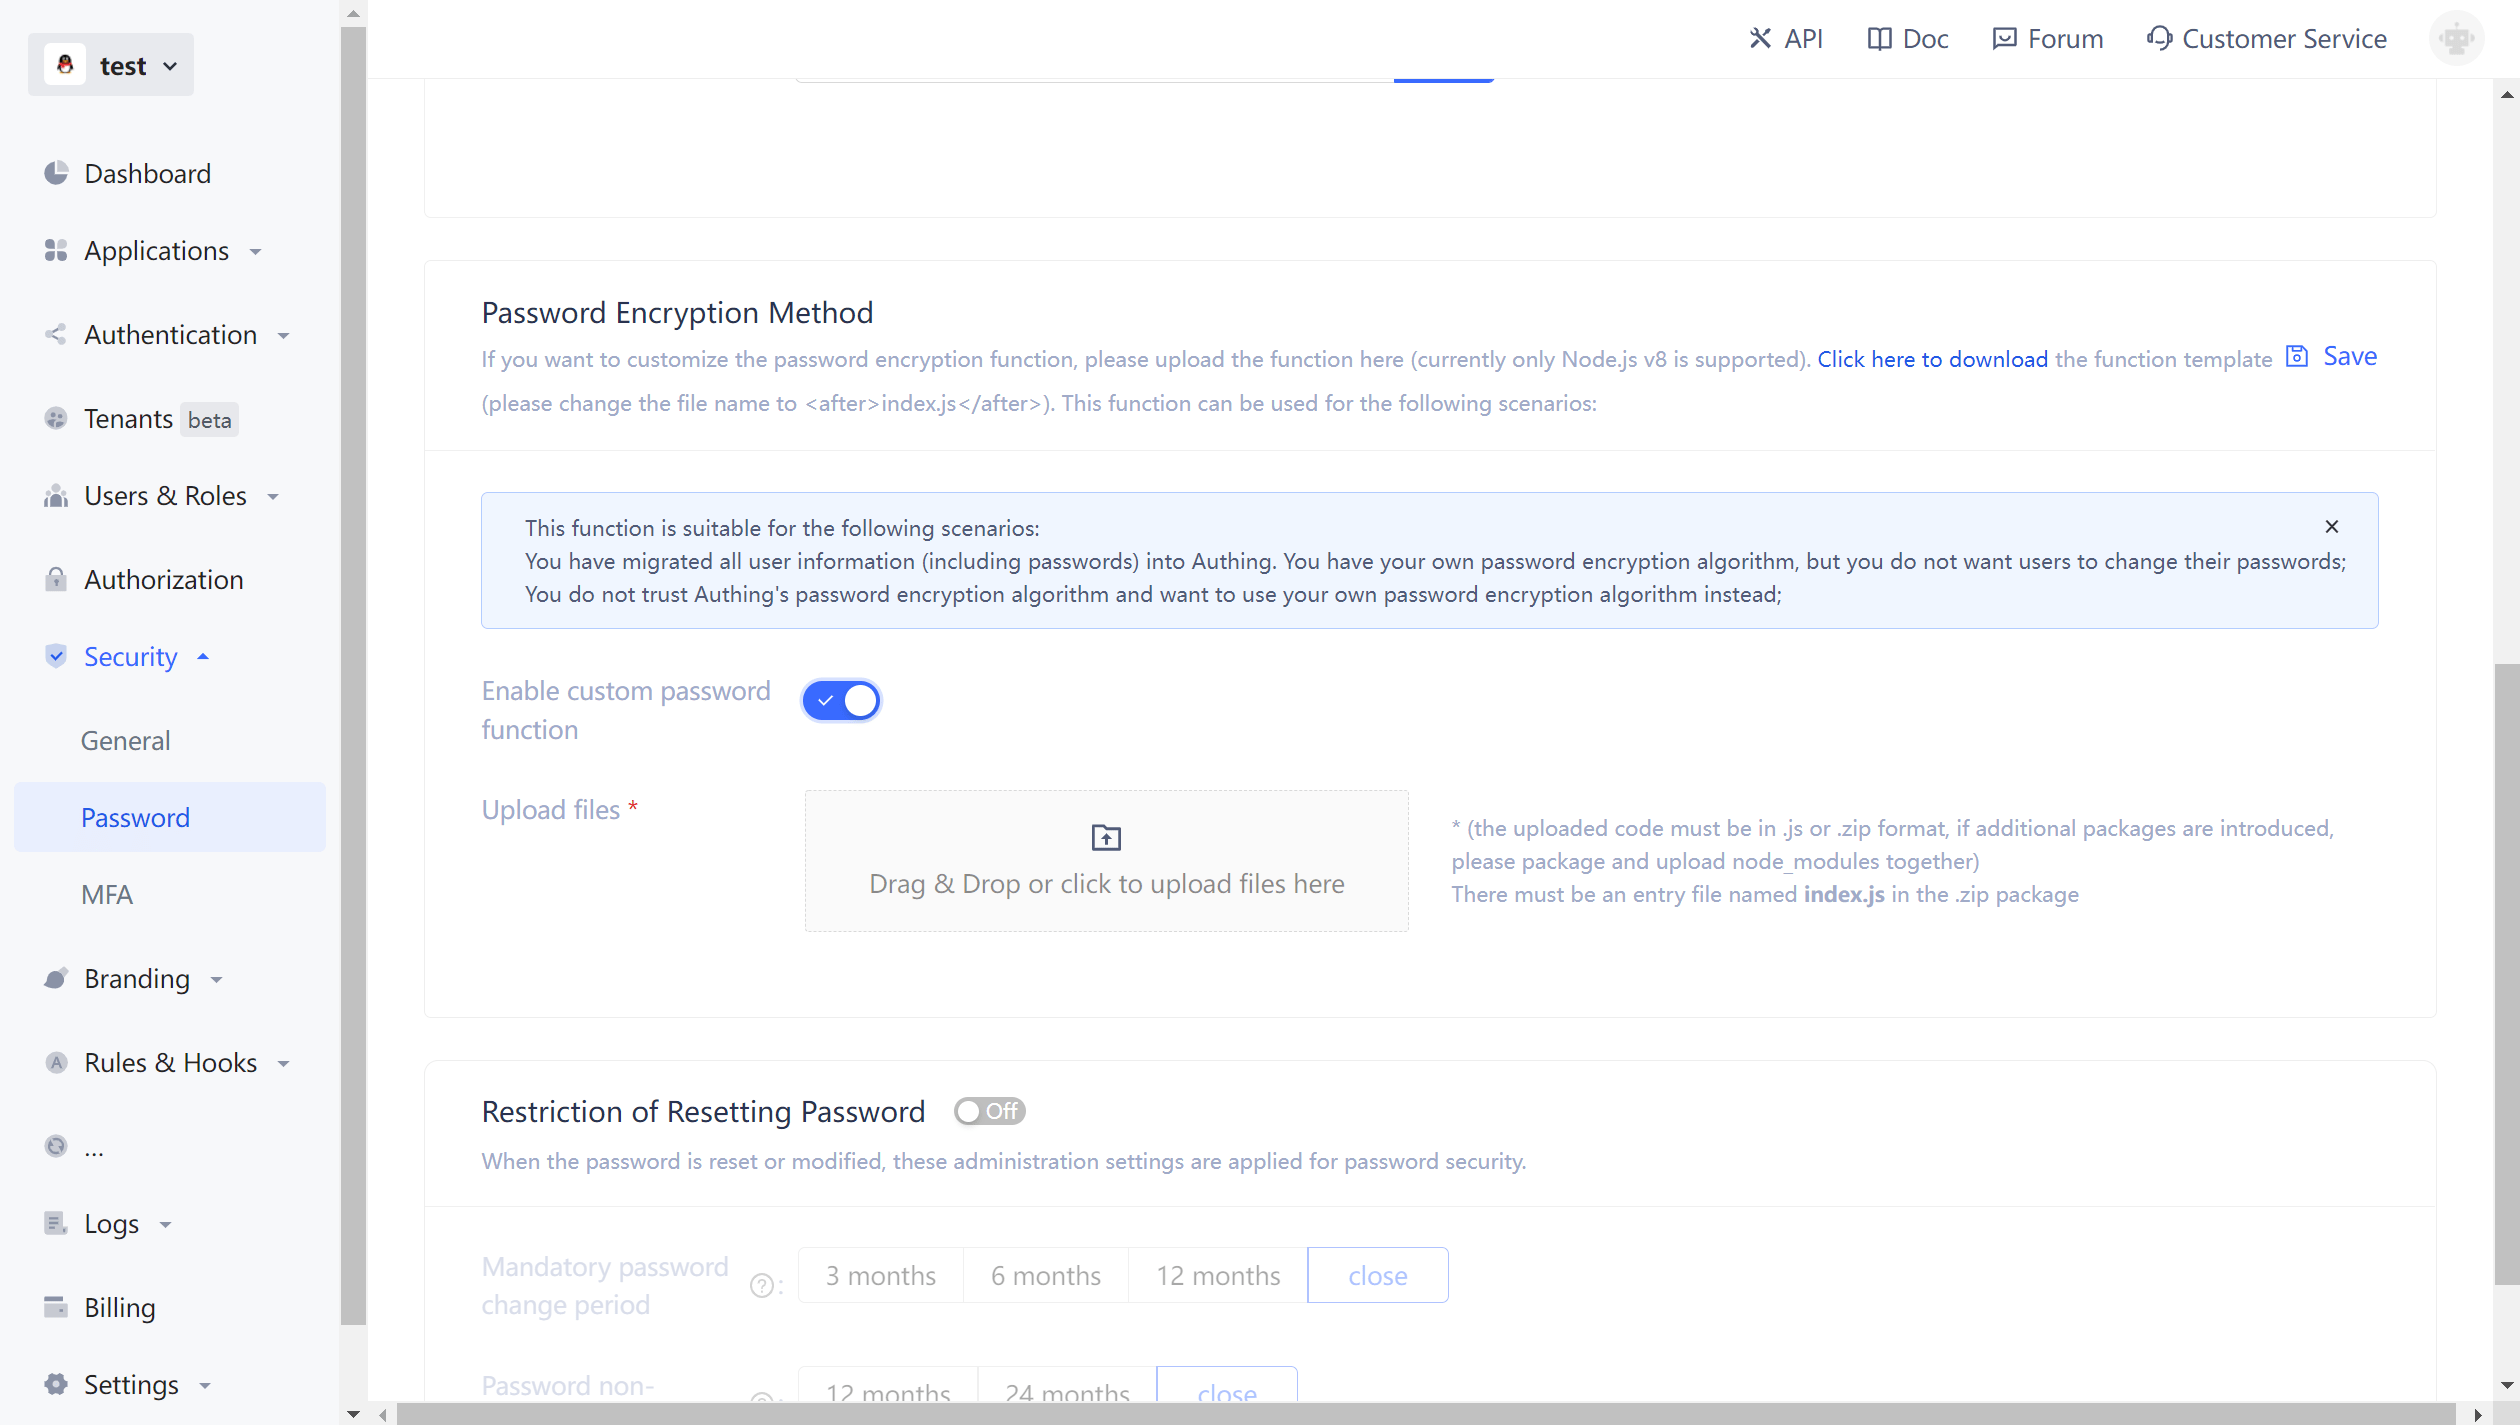 test
API
Doc
Forum
Customer Service
Dashboard
Applications
Authentication
Tenants beta
Users & Roles
Authorization
Security
General
Password
MFA
Branding
Rules & Hooks
...
Logs
Billing
Settings
Password Encryption Method
If you want to customize the password encryption function, please upload the function here (currently only Node.js v8 is supported). Click here to download the function template
(please change the file name to <after>index.js</after>). This function can be used for the following scenarios:
Save
This function is suitable for the following scenarios:
You have migrated all user information (including passwords) into Authing. You have your own password encryption algorithm, but you do not want users to change their passwords;
You do not trust Authing's password encryption algorithm and want to use your own password encryption algorithm instead;
Enable custom password
function
Upload files *
Drag & Drop or click to upload files here
* (the uploaded code must be in .js or .zip format, if additional packages are introduced,
please package and upload node_modules together)
There must be an entry file named index.js in the .zip package
Restriction of Resetting Password
Off
When the password is reset or modified, these administration settings are applied for password security.
Mandatory password
change period
:
3 months
6 months
12 months
close
Password non-
:
12 months
24 months
close